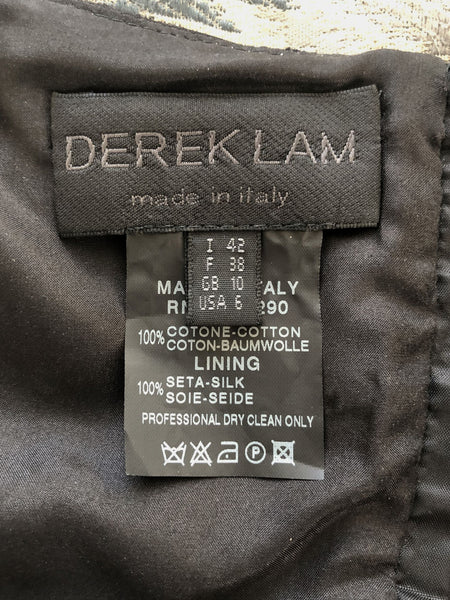 DEREK LAM
made in italy
I 42
F 38
GB 10
USA 6
100% COTONE-COTTON
COTON-BAUMWOLLE
LINING
100% SETA-SILK
SOIE-SEIDE
PROFESSIONAL DRY CLEAN ONLY
P